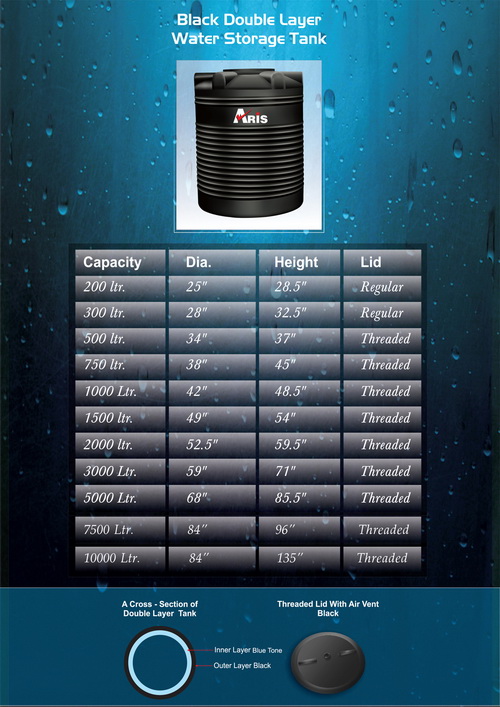 Black Double Layer
Water Storage Tank
ARIS
Capacity Dia. Height Lid
200 ltr. 25" 28.5" Regular
300 ltr. 28" 32.5" Regular
500 ltr. 34" 37" Threaded
750 ltr. 38" 45" Threaded
1000 Ltr. 42" 48.5" Threaded
1500 ltr. 49" 54" Threaded
2000 ltr. 52.5" 59.5" Threaded
3000 Ltr. 59" 71" Threaded
5000 Ltr. 68" 85.5" Threaded
7500 Ltr. 84" 96" Threaded
10000 Ltr. 84" 135" Threaded
A Cross - Section of
Double Layer Tank
Threaded Lid With Air Vent
Black
Inner Layer Blue Tone
Outer Layer Black